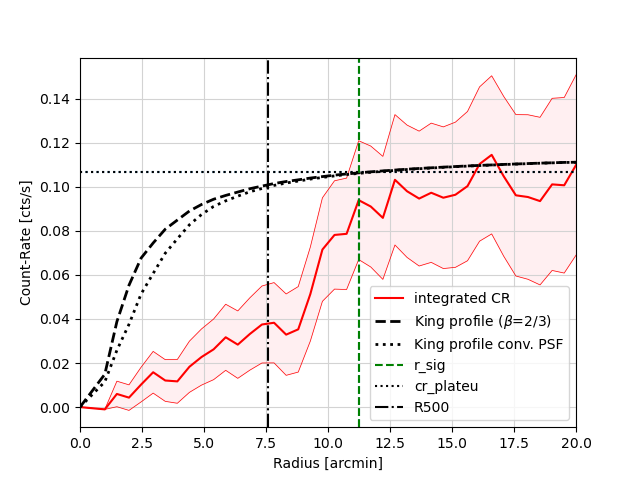 0.14
0.12
0.10
0.08
0.06
0.04
0.02
0.00
Count-Rate [cts/s]
integrated CR
King profile (β=2/3)
King profile conv. PSF
r_sig
cr_plateu
R500
0.0 2.5 5.0 7.5 10.0 12.5 15.0 17.5 20.0
Radius [arcmin]